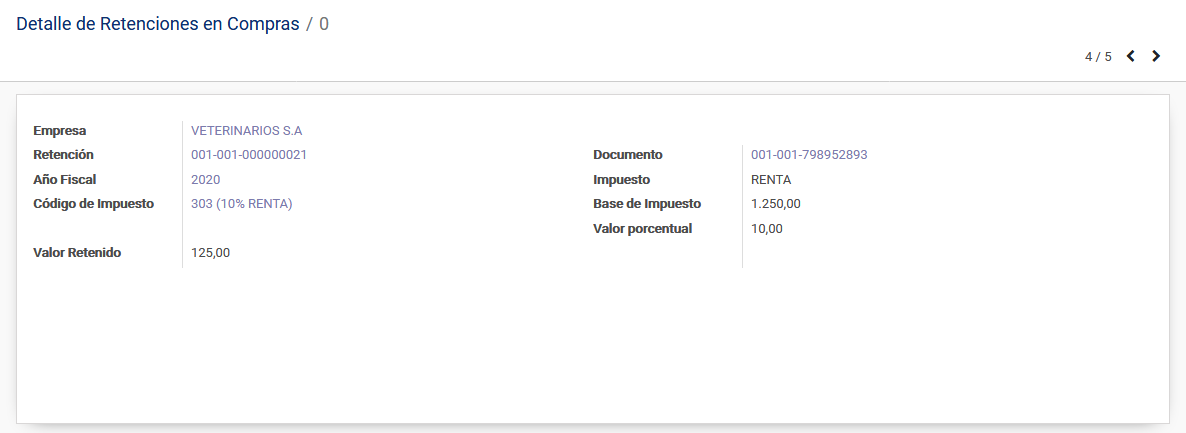 Detalle de Retenciones en Compras / 0
4 / 5
Empresa VETERINARIOS S.A
Retención 001-001-000000021 Documento 001-001-798952893
Año Fiscal 2020 Impuesto RENTA
Código de Impuesto 303 (10% RENTA) Base de Impuesto 1.250,00
Valor porcentual 10,00
Valor Retenido 125,00